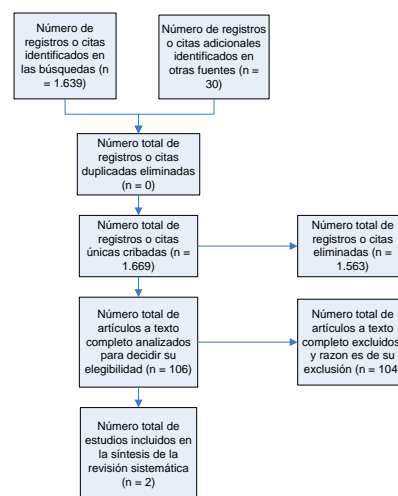 Número de
registros o citas
identificados en
las búsquedas (n
= 1.639)
Número de registros
o citas adicionales
identificados en
otras fuentes (n =
30)
Número total de
registros o citas
duplicadas eliminadas
(n = 0)
Número total de
registros o citas
únicas cribadas (n =
1.669)
Número total de
registros o citas
eliminadas (n =
1.563)
Número total de
artículos a texto
completo analizados
para decidir su
elegibilidad (n = 106)
Número total de
artículos a texto
completo excluidos
y razon es de su
exclusión (n = 104
Número total de
estudios incluidos en
la síntesis de la
revisión sistemática
(n = 2)